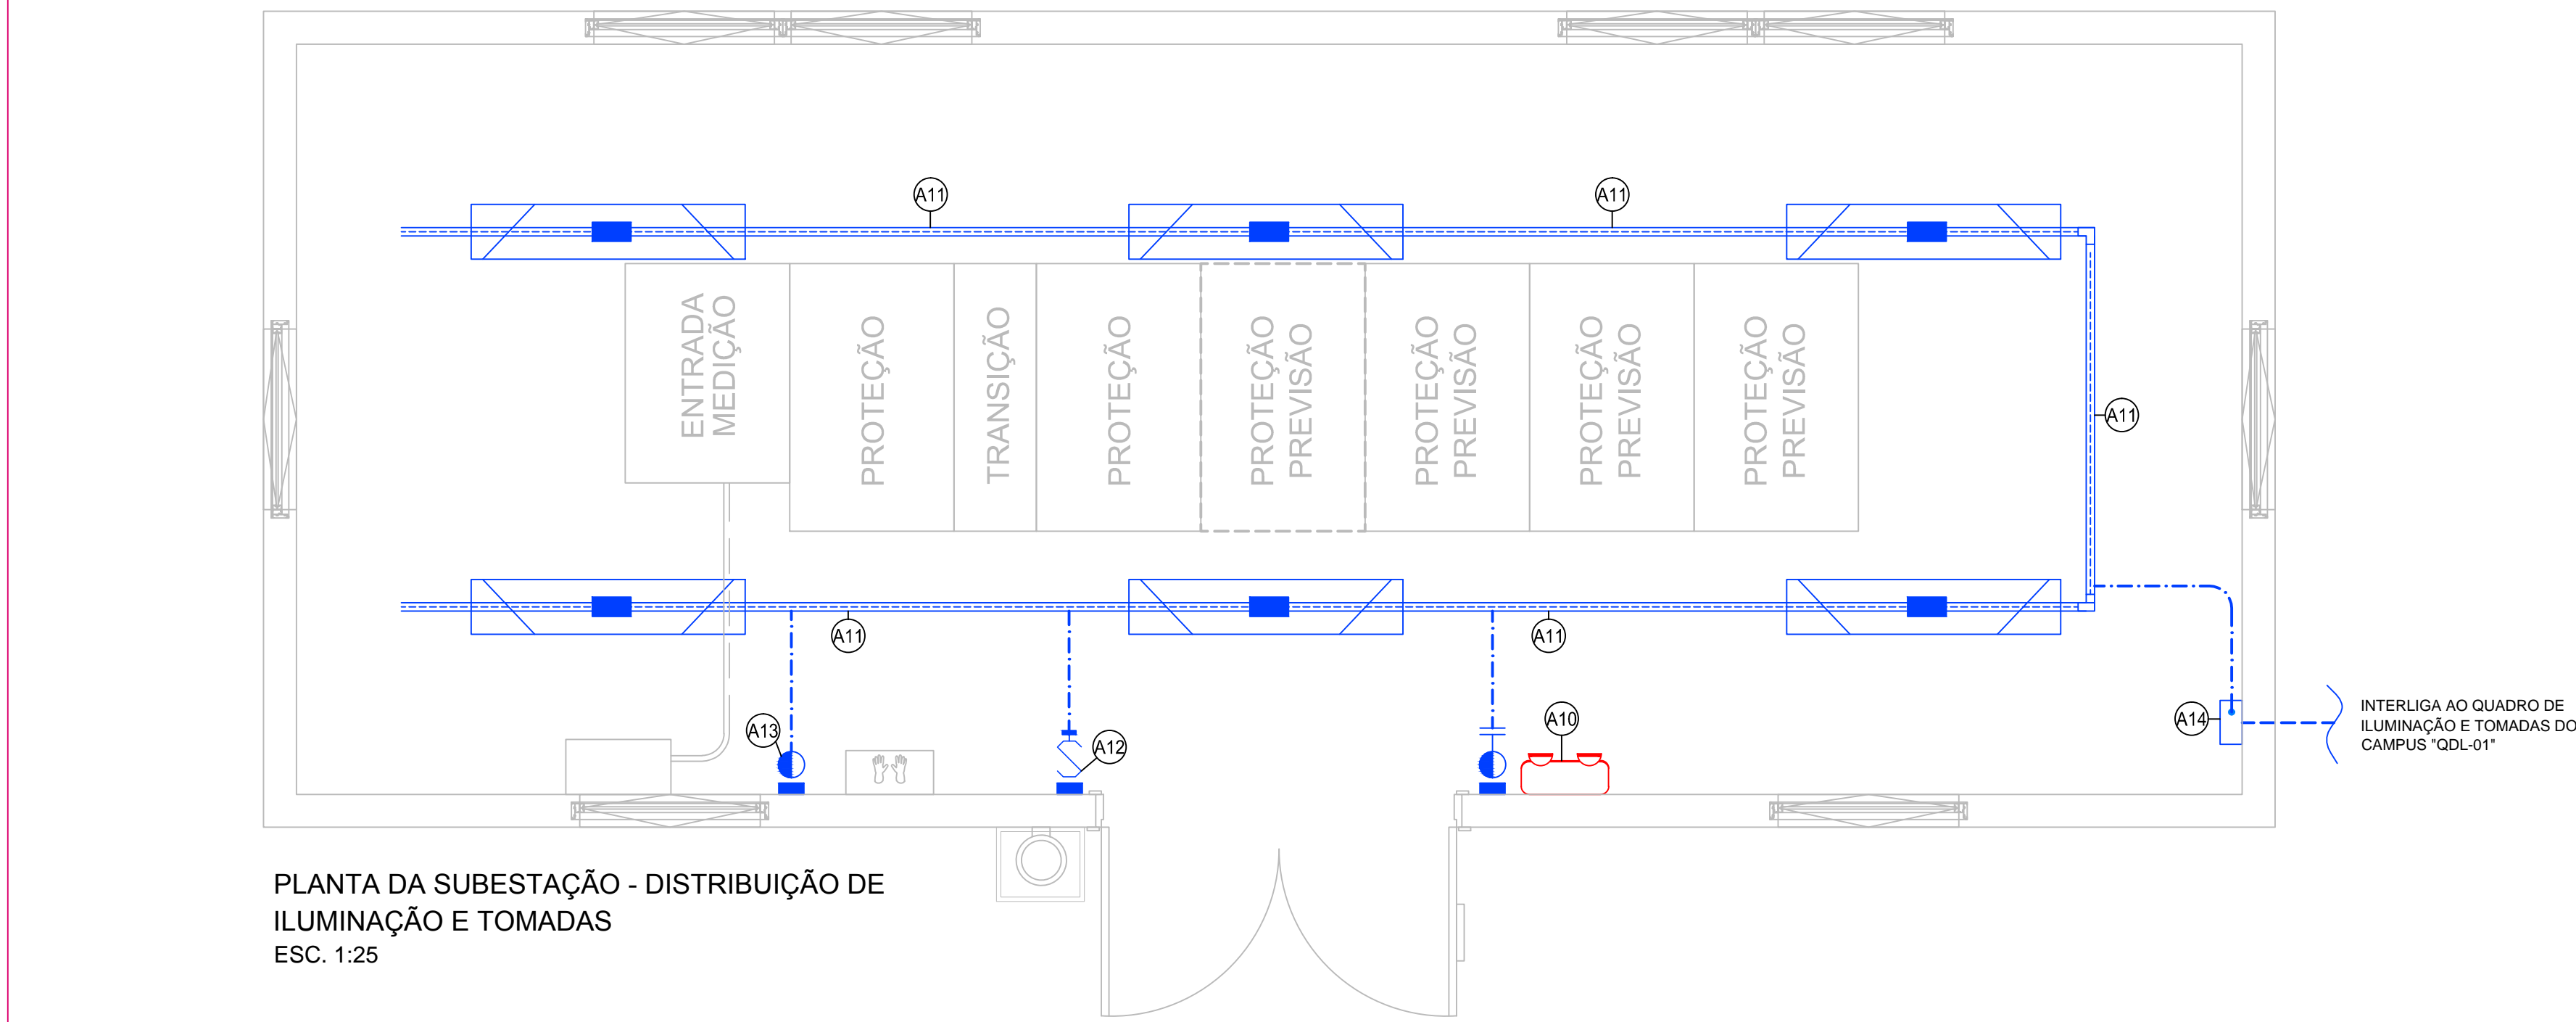 A11
A11
ENTRADA
MEDIÇÃO
PROTEÇÃO
TRANSIÇÃO
PROTEÇÃO
PROTEÇÃO
PREVISÃO
PROTEÇÃO
PREVISÃO
PROTEÇÃO
PREVISÃO
PROTEÇÃO
PREVISÃO
A11
A11
A11
A13
A12
A10
A14
INTERLIGA AO QUADRO DE
ILUMINAÇÃO E TOMADAS DO
CAMPUS "QDL-01"
PLANTA DA SUBESTAÇÃO - DISTRIBUIÇÃO DE
ILUMINAÇÃO E TOMADAS
ESC. 1:25